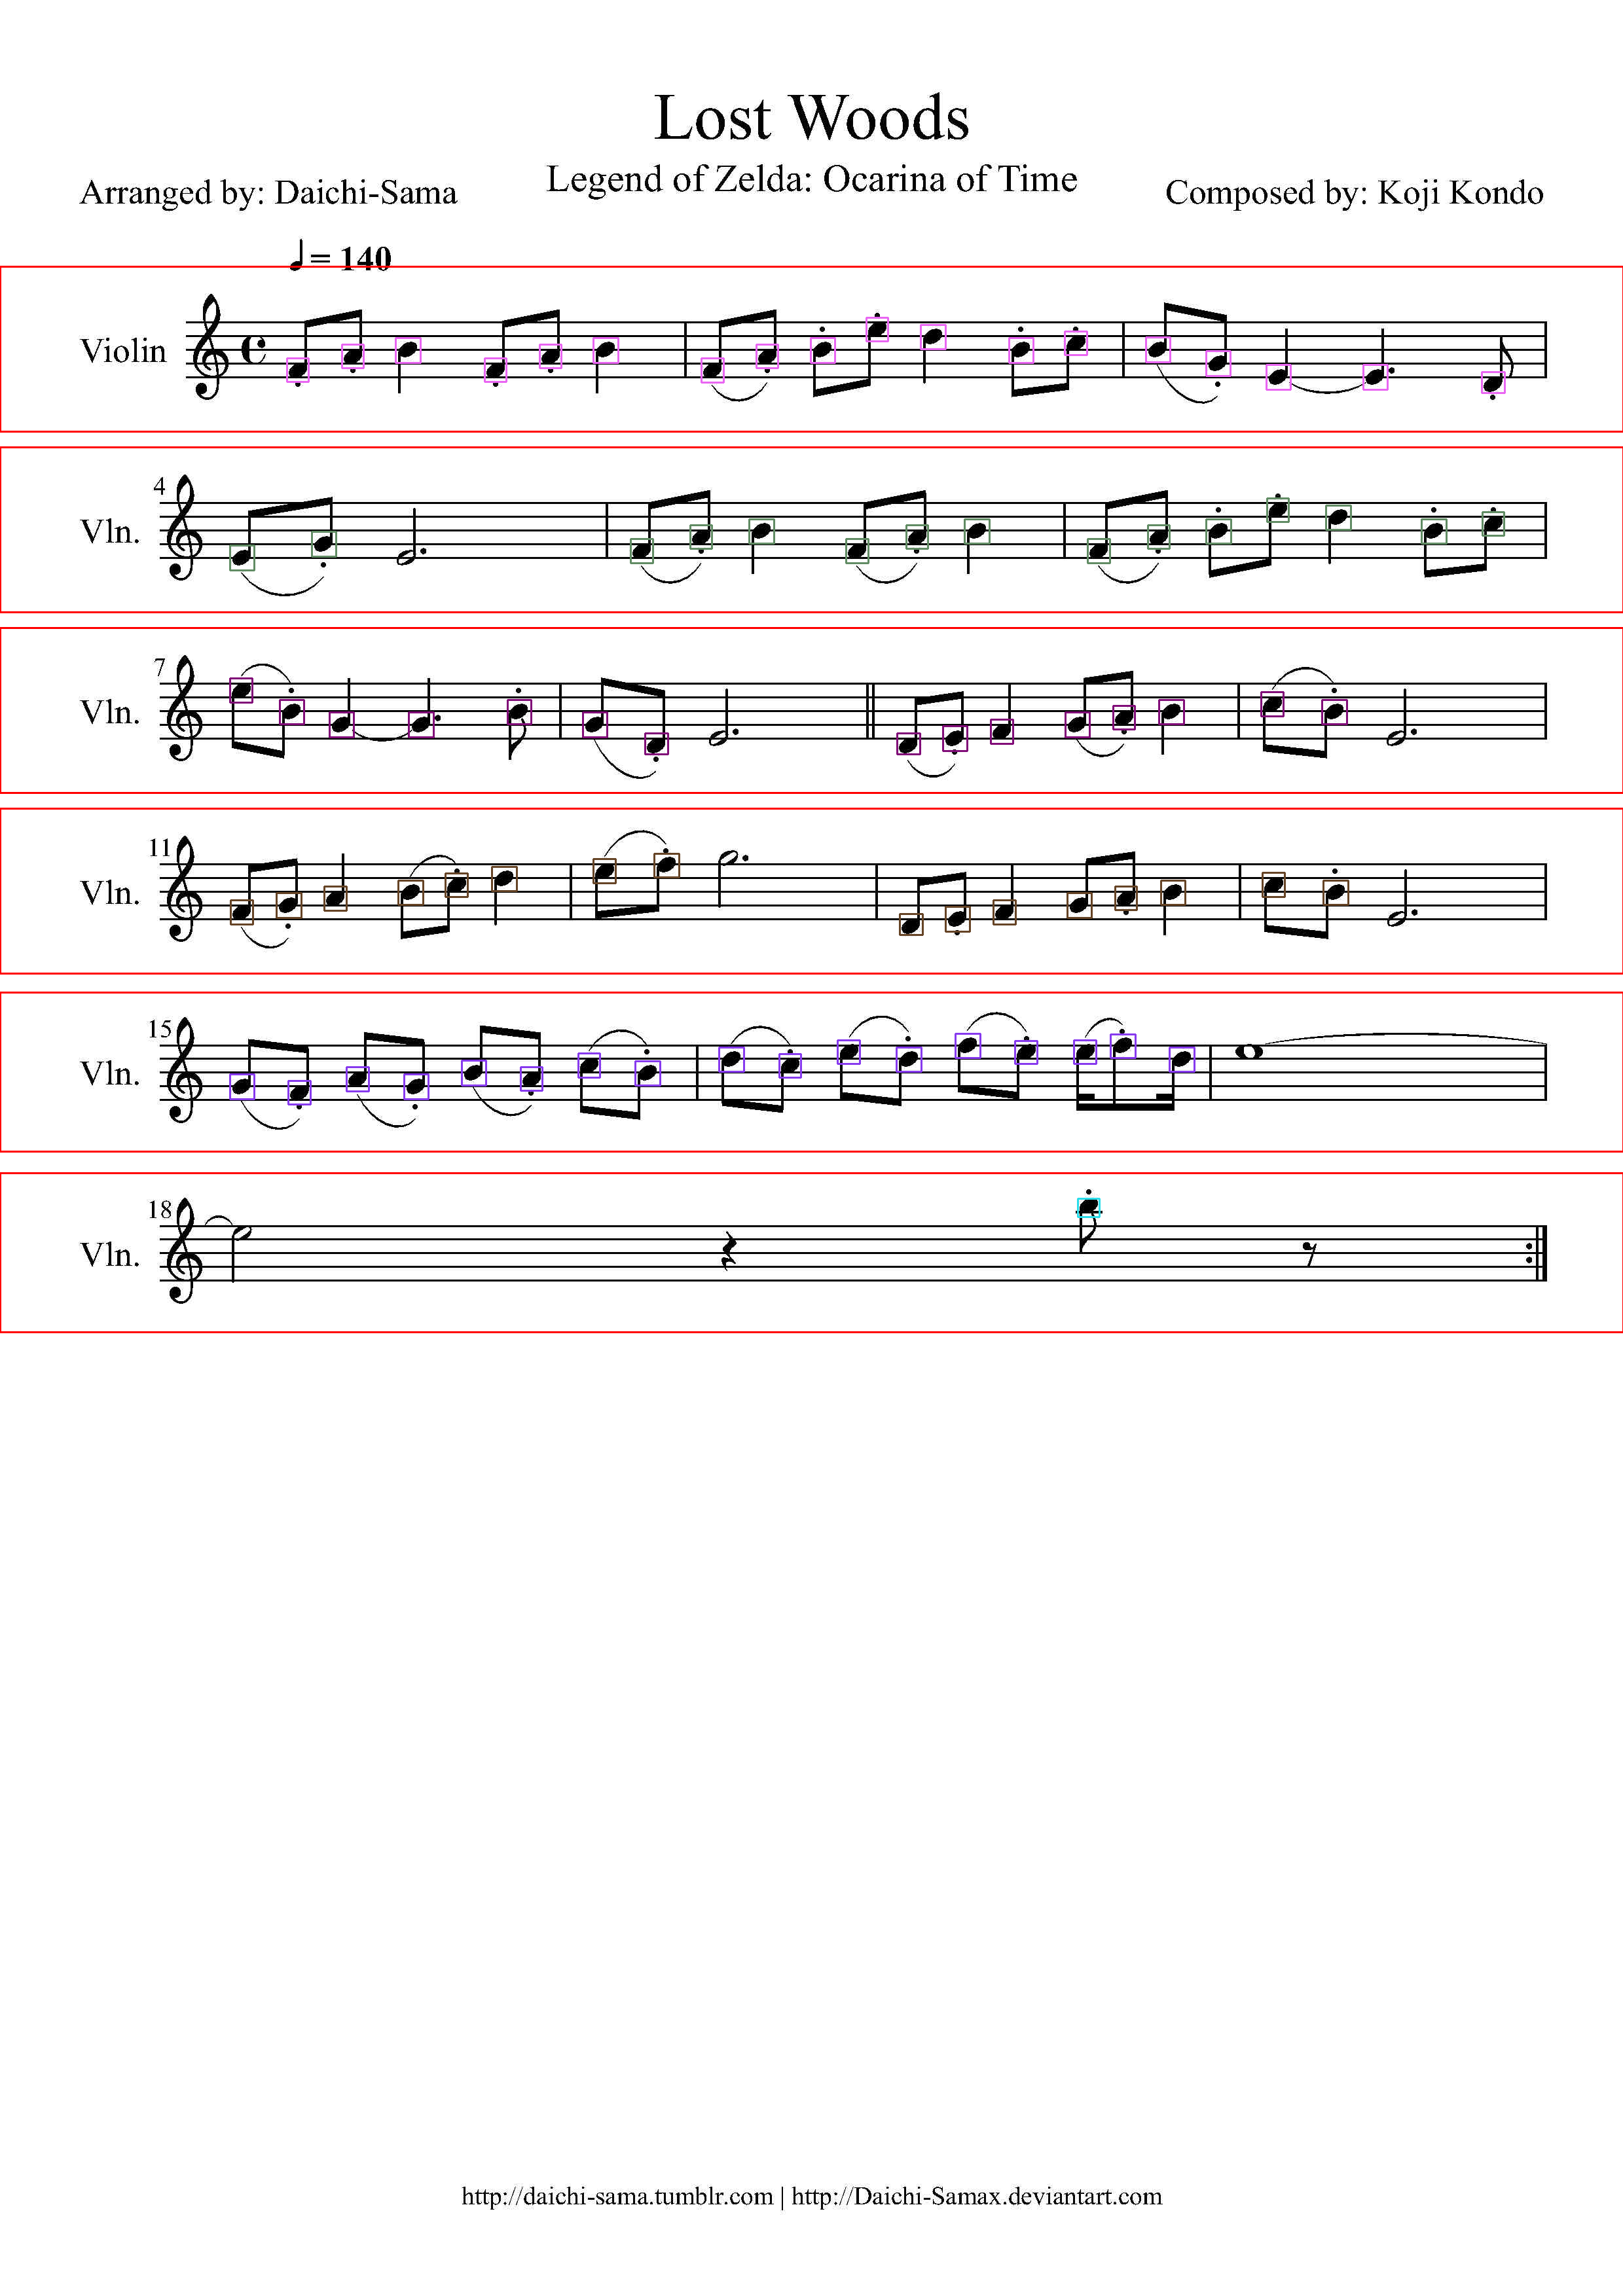 Lost Woods
Legend of Zelda: Ocarina of Time
Arranged by: Daichi-Sama
Composed by: Koji Kondo
= 140
Violin
4
Vln.
7
Vln.
11
Vln.
15
Vln.
18
Vln.
http://daichi-sama.tumblr.com | http://Daichi-Samax.deviantart.com